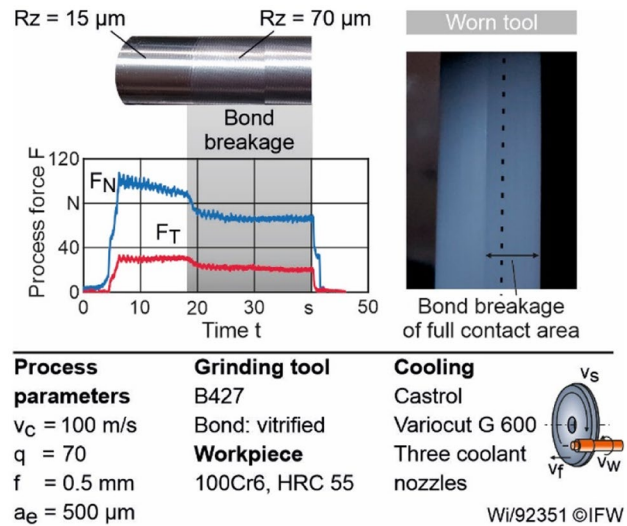 Rz = 15 µm
Rz = 70 µm
Worn tool
Bond
breakage
Process force F
120
N
40
0
F_N
F_T
0 10 20 30 s 50
Time t
Bond breakage
of full contact area
Process
parameters
v_c = 100 m/s
q = 70
f = 0.5 mm
a_e = 500 µm
Grinding tool
B427
Bond: vitrified
Workpiece
100Cr6, HRC 55
Cooling
Castrol
Variocut G 600
Three coolant
nozzles
v_s
v_f
v_w
Wi/92351 ©IFW